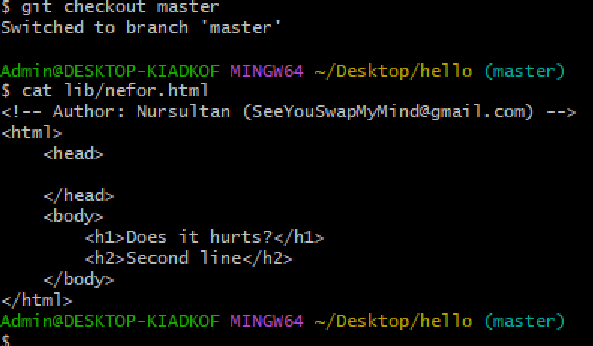 $ git checkout master
Switched to branch 'master'

Admin@DESKTOP-KIADKOF MINGW64 ~/Desktop/hello (master)
$ cat lib/nefor.html
<!-- Author: Nursultan (SeeYouSwapMyMind@gmail.com) -->
<html>
    <head>

    </head>
    <body>
        <h1>Does it hurts?</h1>
        <h2>Second line</h2>
    </body>
</html>
Admin@DESKTOP-KIADKOF MINGW64 ~/Desktop/hello (master)
$